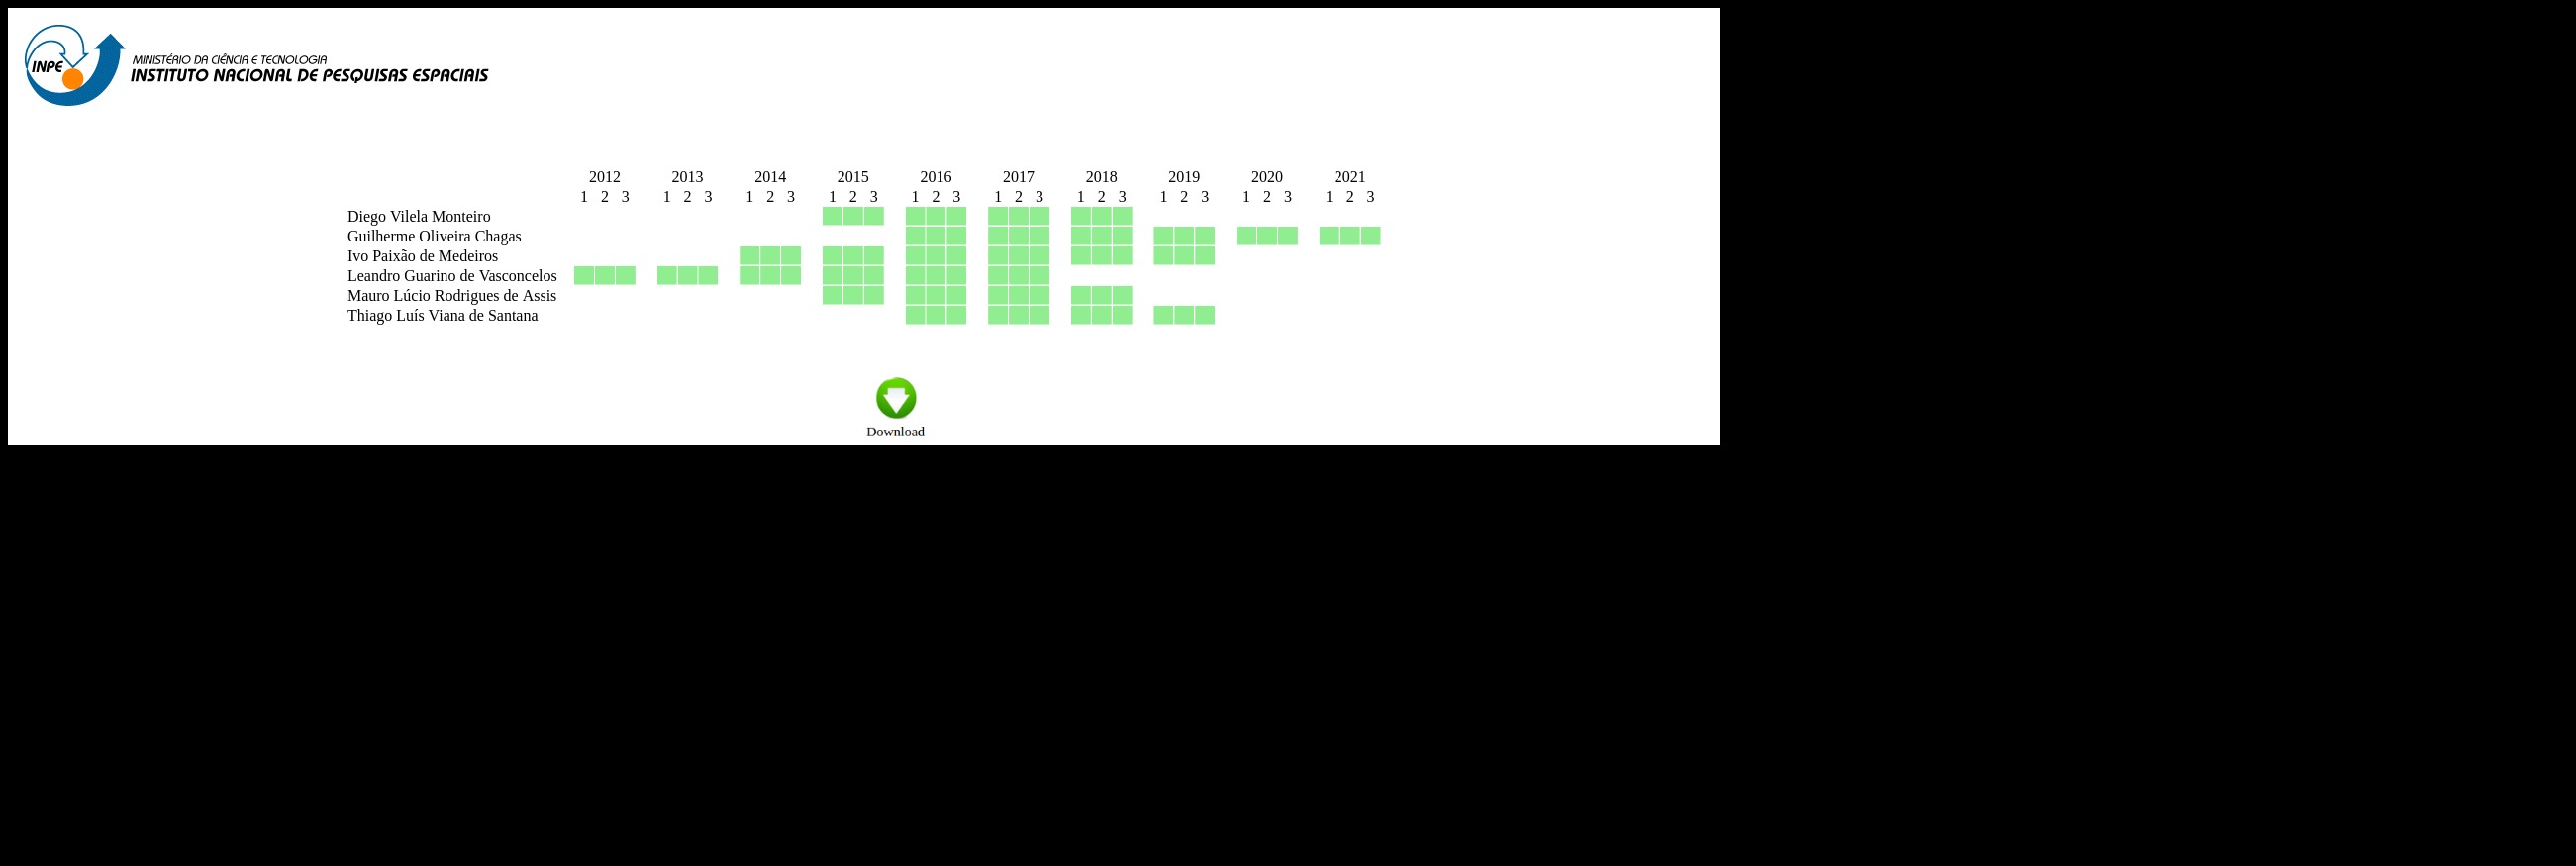 INPE
MINISTÉRIO DA CIÊNCIA E TECNOLOGIA
INSTITUTO NACIONAL DE PESQUISAS ESPACIAIS
2012 2013 2014 2015 2016 2017 2018 2019 2020 2021
1 2 3 1 2 3 1 2 3 1 2 3 1 2 3 1 2 3 1 2 3 1 2 3 1 2 3 1 2 3
Diego Vilela Monteiro
Guilherme Oliveira Chagas
Ivo Paixão de Medeiros
Leandro Guarino de Vasconcelos
Mauro Lúcio Rodrigues de Assis
Thiago Luís Viana de Santana
Download